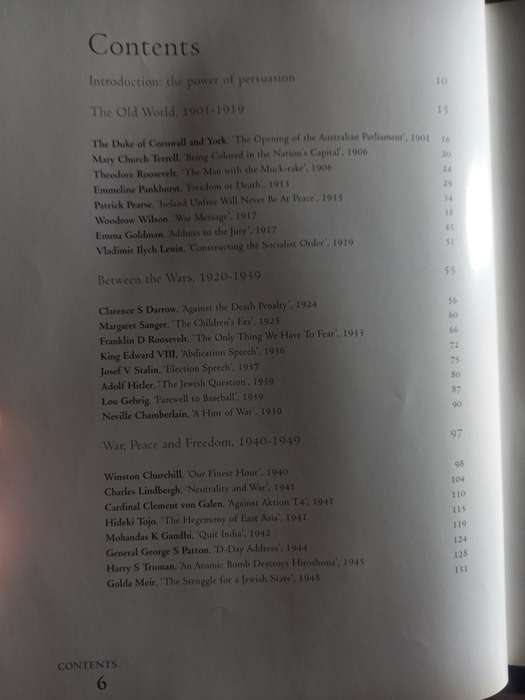 Contents
Introduction: the power of persuasion 10
The Old World, 1901-1919 15
The Duke of Cornwall and York, 'The Opening of the Australian Parliament', 1901 16
Mary Church Terrell, 'Being Colored in the Nation's Capital', 1906 20
Theodore Roosevelt, 'The Man with the Muck-rake', 1906 24
Emmeline Pankhurst, 'Freedom or Death', 1913 29
Patrick Pearse, 'Ireland Unfree Will Never Be At Peace', 1915 34
Woodrow Wilson, 'War Message', 1917 38
Emma Goldman, 'Address to the Jury', 1917 45
Vladimir Ilych Lenin, 'Constructing the Socialist Order', 1919 51
Between the Wars, 1920-1939 55
Clarence S Darrow, 'Against the Death Penalty', 1924 56
Margaret Sanger, 'The Children's Era', 1925 60
Franklin D Roosevelt, 'The Only Thing We Have To Fear', 1933 66
King Edward VIII, 'Abdication Speech', 1936 72
Josef V Stalin, 'Election Speech', 1937 75
Adolf Hitler, 'The Jewish Question', 1939 80
Lou Gehrig, 'Farewell to Baseball', 1939 87
Neville Chamberlain, 'A Hint of War', 1939 90
War, Peace and Freedom, 1940-1949 97
Winston Churchill, 'Our Finest Hour', 1940 98
Charles Lindbergh, 'Neutrality and War', 1941 104
Cardinal Clement von Galen, 'Against Aktion T4', 1941 110
Hideki Tojo, 'The Hegemony of East Asia', 1941 115
Mohandas K Gandhi, 'Quit India', 1942 119
General George S Patton, 'D-Day Address', 1944 124
Harry S Truman, 'An Atomic Bomb Destroys Hiroshima', 1945 128
Golda Meir, 'The Struggle for a Jewish State', 1948 131
CONTENTS
6